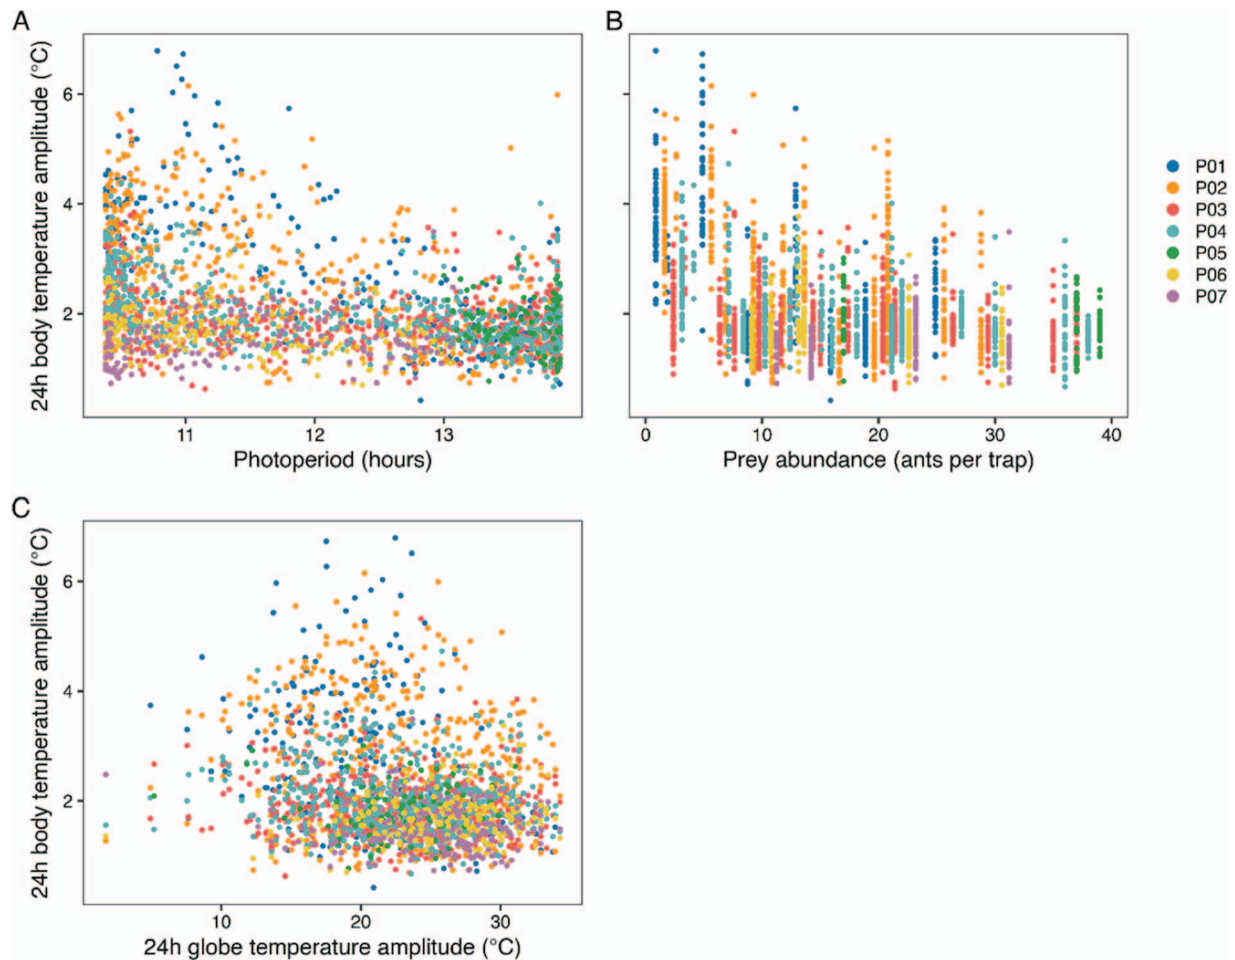 A
24h body temperature amplitude (°C)
6
4
2
11
12
13
Photoperiod (hours)
B
0
10
20
30
40
Prey abundance (ants per trap)
P01
P02
P03
P04
P05
P06
P07
C
24h body temperature amplitude (°C)
6
4
2
10
20
30
24h globe temperature amplitude (°C)